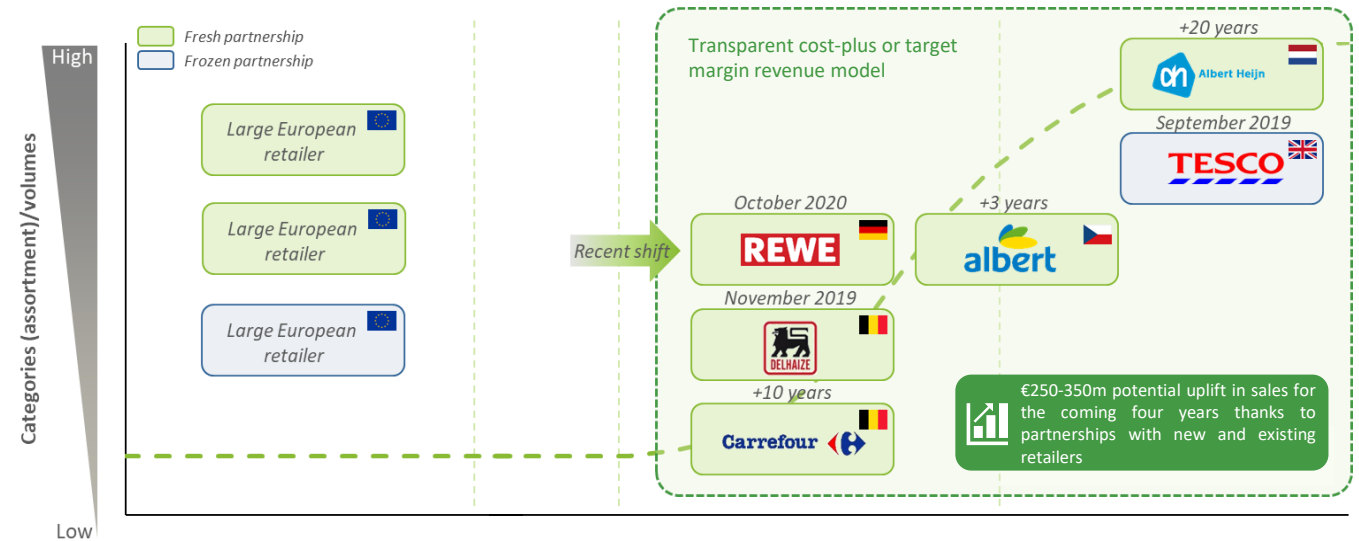 High
Low
Categories (assortment)/volumes
Fresh partnership
Frozen partnership
Large European
retailer
Large European
retailer
Large European
retailer
Recent shift
Transparent cost-plus or target
margin revenue model
+20 years
Albert Heijn
September 2019
TESCO
October 2020
REWE
+3 years
albert
November 2019
DELHAIZE
+10 years
Carrefour
€250-350m potential uplift in sales for
the coming four years thanks to
partnerships with new and existing
retailers